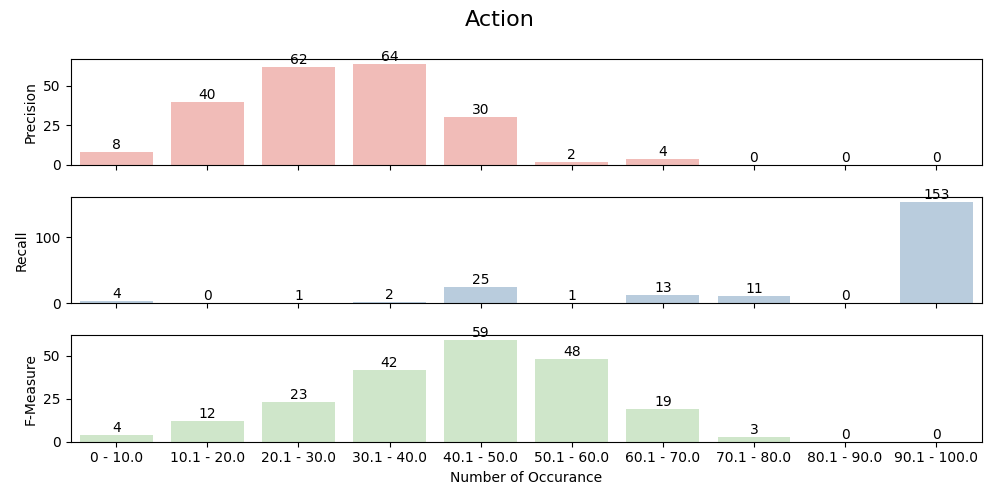 Action
Precision
50
25
0
8 40 62 64 30 2 4 0 0 0
Recall
100
0
4 0 1 2 25 1 13 11 0 153
F-Measure
50
25
0
4 12 23 42 59 48 19 3 0 0
0 - 10.0 10.1 - 20.0 20.1 - 30.0 30.1 - 40.0 40.1 - 50.0 50.1 - 60.0 60.1 - 70.0 70.1 - 80.0 80.1 - 90.0 90.1 - 100.0
Number of Occurance